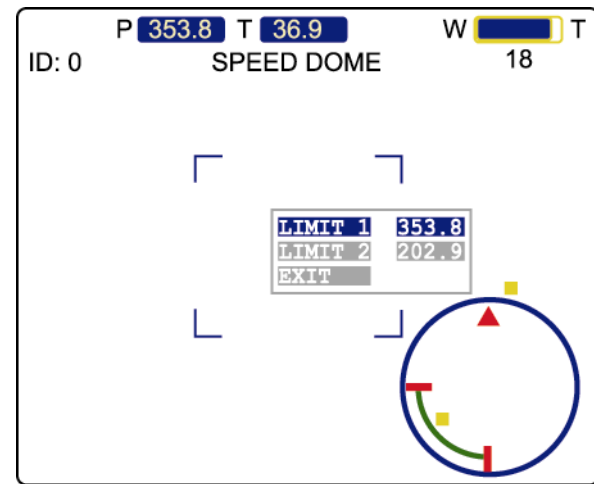 P 353.8 T 36.9 W T
ID: 0 SPEED DOME 18
LIMIT 1 353.8
LIMIT 2 202.9
EXIT